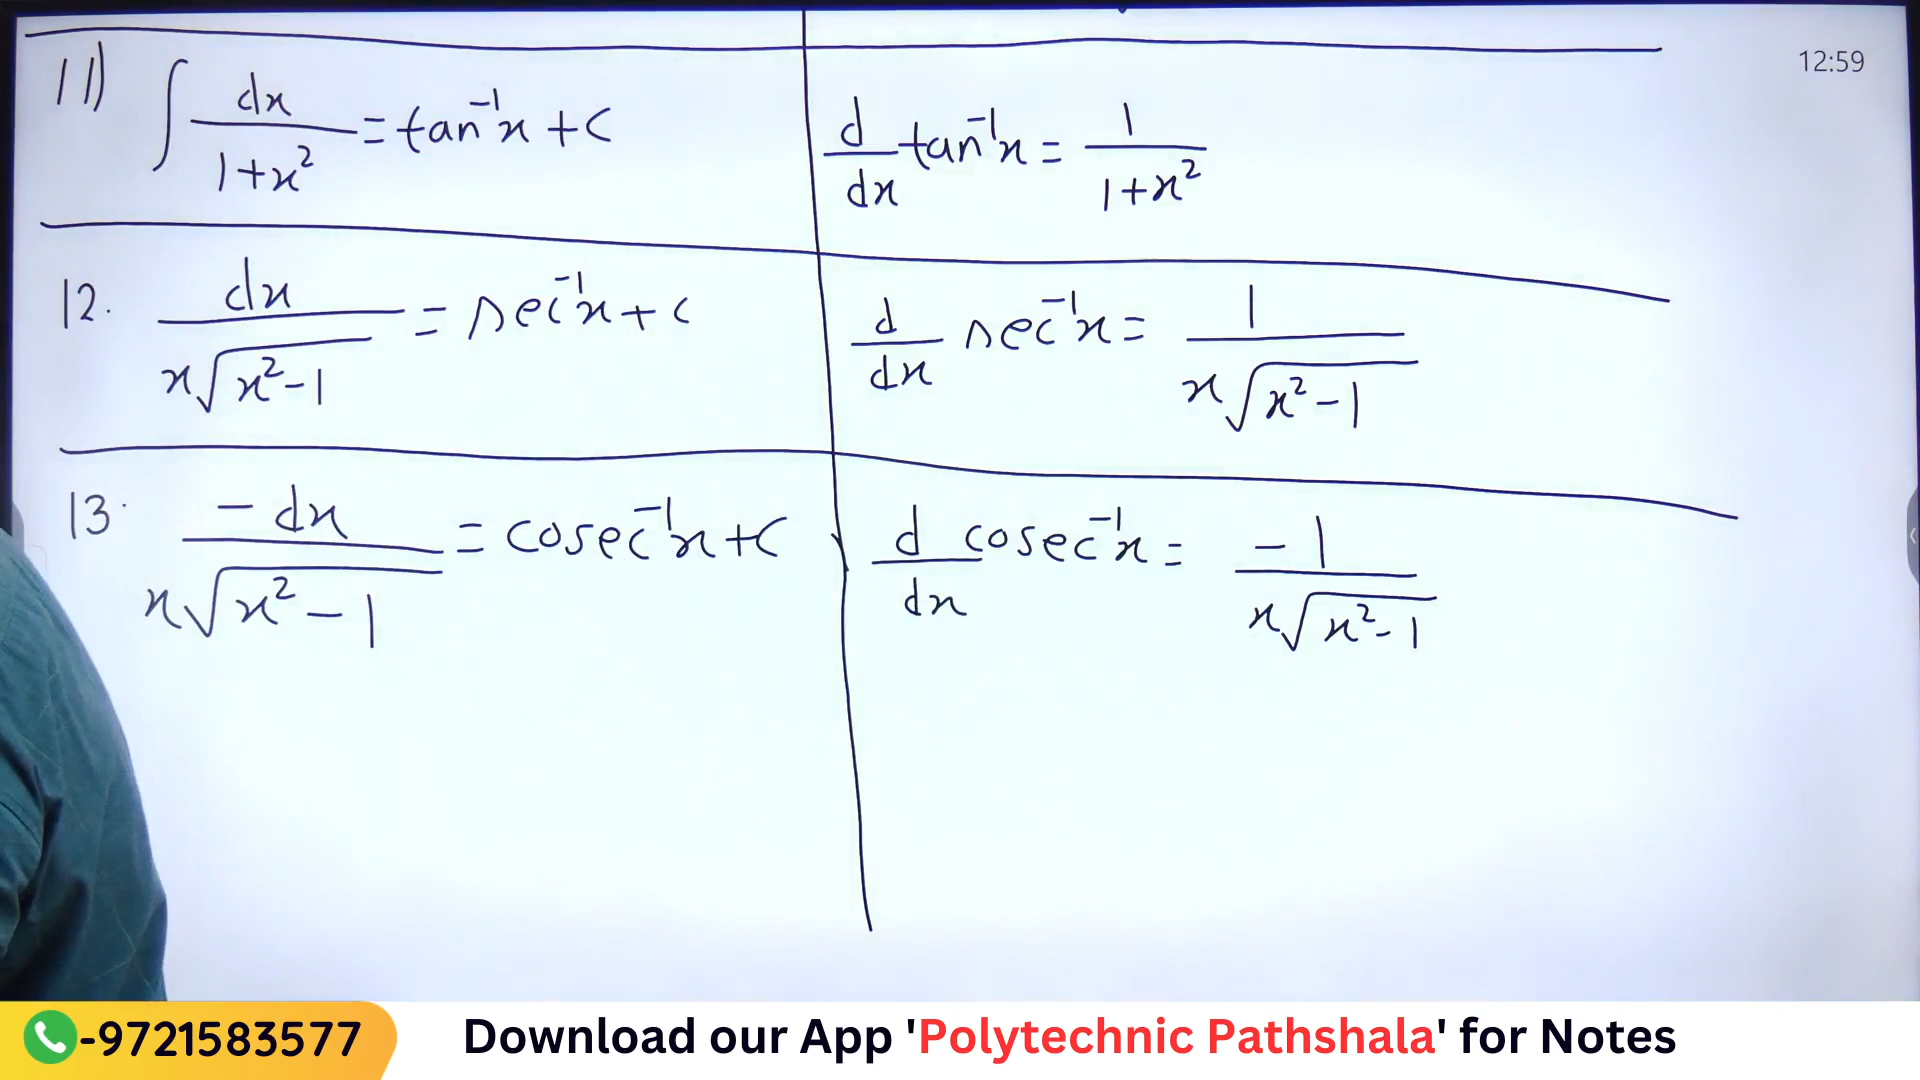 12:59
11) ∫ dx/(1+x²) = tan⁻¹x + c
d/dx tan⁻¹x = 1/(1+x²)
12. dx/(x√(x²-1)) = sec⁻¹x + c
d/dx sec⁻¹x = 1/(x√(x²-1))
13. -dx/(x√(x²-1)) = cosec⁻¹x + c
d/dx cosec⁻¹x = -1/(x√(x²-1))
-9721583577
Download our App 'Polytechnic Pathshala' for Notes